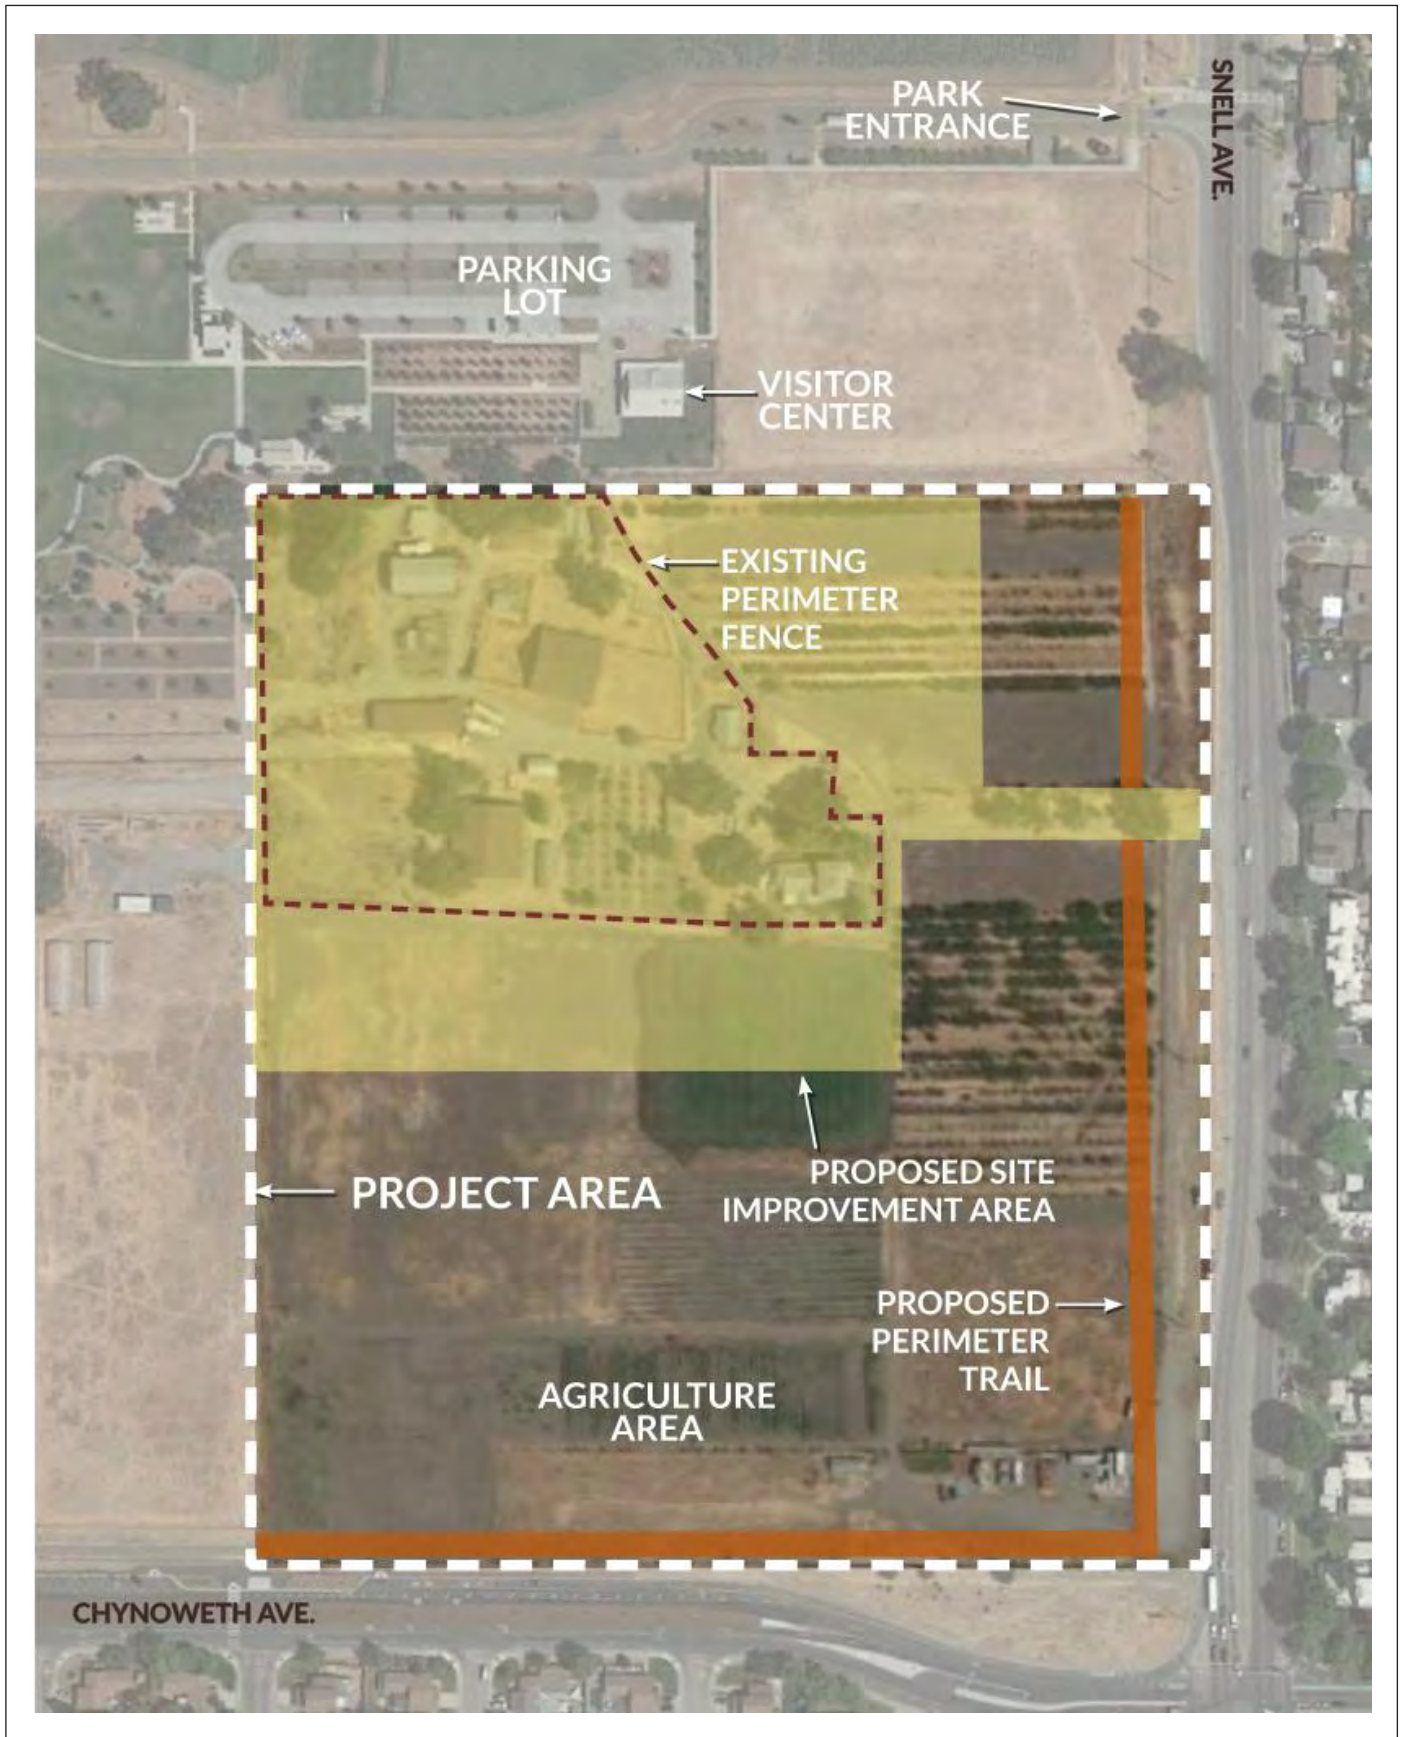 PARK
ENTRANCE
SNELL AVE.
PARKING
LOT
VISITOR
CENTER
EXISTING
PERIMETER
FENCE
PROPOSED SITE
IMPROVEMENT AREA
PROJECT AREA
PROPOSED
PERIMETER
TRAIL
AGRICULTURE
AREA
CHYNOWETH AVE.